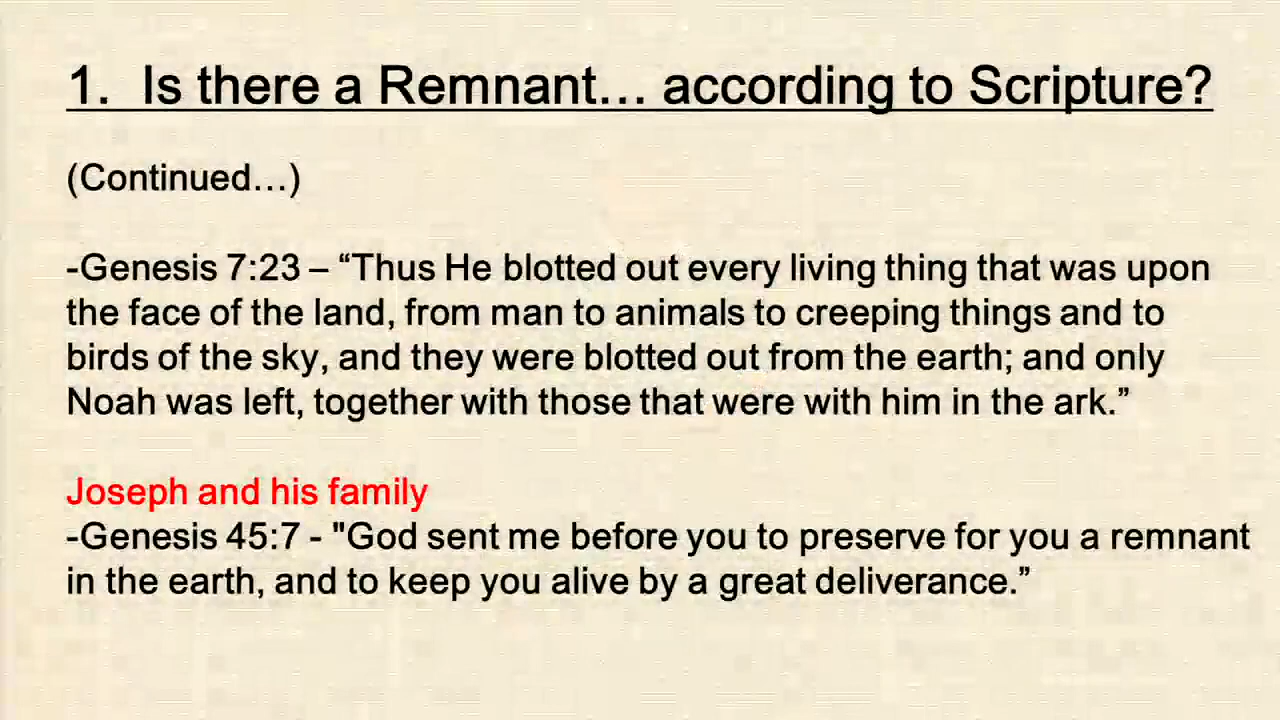 1. Is there a Remnant… according to Scripture?
(Continued…)
-Genesis 7:23 – “Thus He blotted out every living thing that was upon
the face of the land, from man to animals to creeping things and to
birds of the sky, and they were blotted out from the earth; and only
Noah was left, together with those that were with him in the ark.”
Joseph and his family
-Genesis 45:7 - "God sent me before you to preserve for you a remnant
in the earth, and to keep you alive by a great deliverance.”